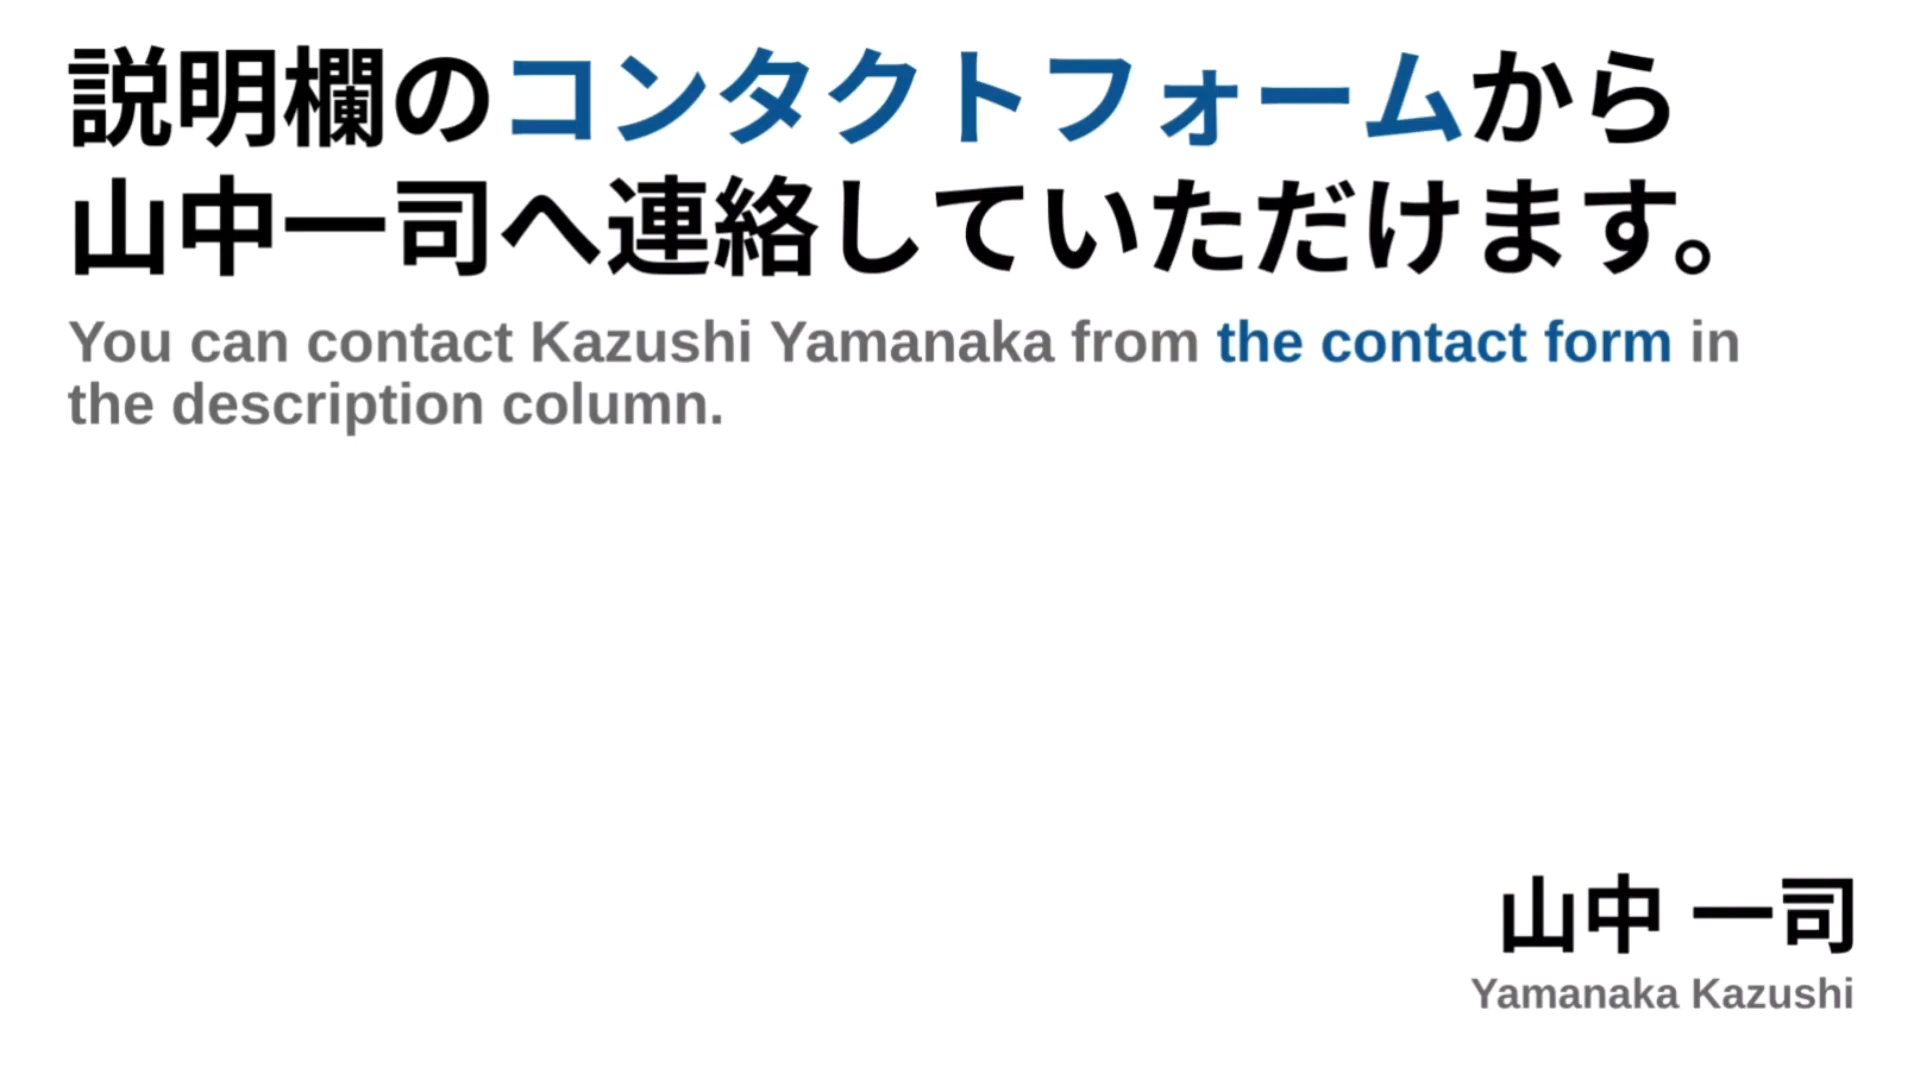 説明欄のコンタクトフォームから
山中一司へ連絡していただけます。
You can contact Kazushi Yamanaka from the contact form in
the description column.
山中 一司
Yamanaka Kazushi